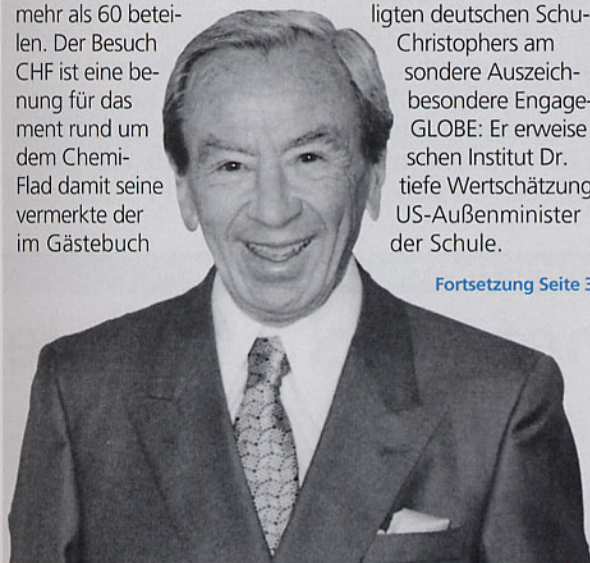 mehr als 60 betei- ligten deutschen Schu-
len. Der Besuch Christophers am
CHF ist eine be- sondere Auszeich-
nung für das besondere Engage-
ment rund um GLOBE: Er erweise
dem Chemi- schen Institut Dr.
Flad damit seine tiefe Wertschätzung
vermerkte der US-Außenminister
im Gästebuch der Schule.
Fortsetzung Seite 3